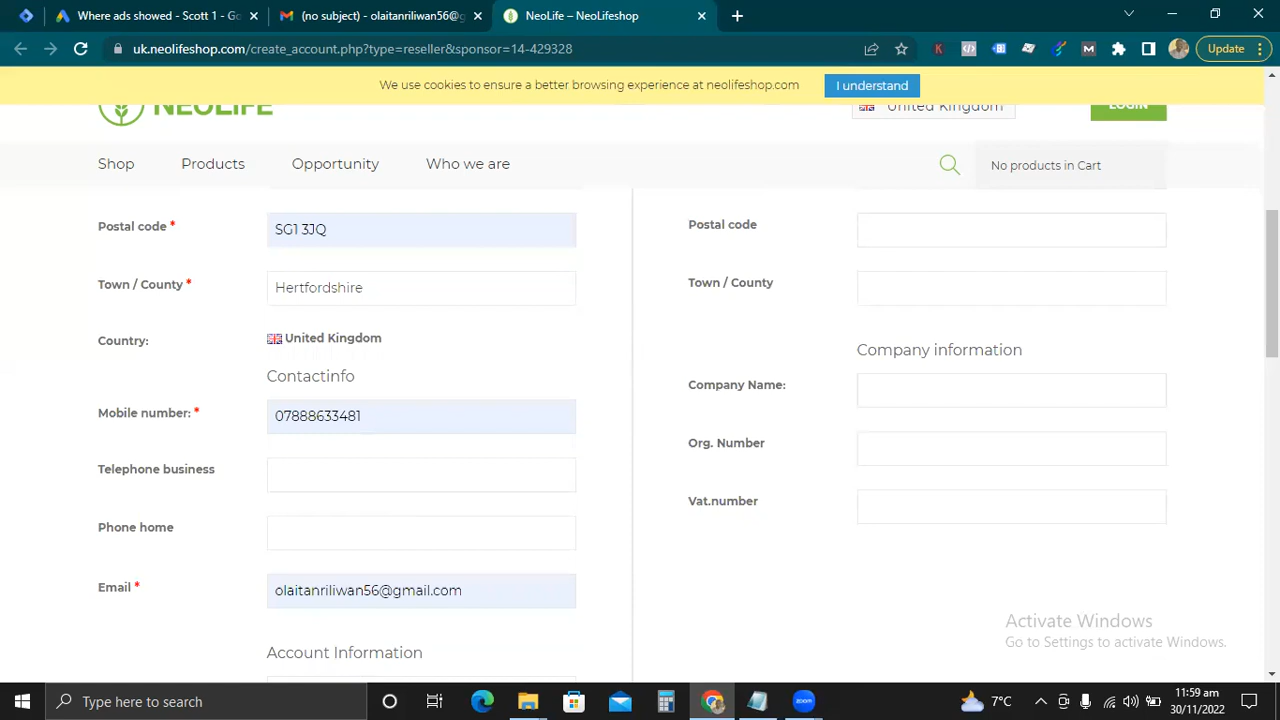 Where ads showed - Scott 1 - Go
(no subject) - olaitanriliwan56@g
NeoLife – NeoLifeshop
uk.neolifeshop.com/create_account.php?type=reseller&sponsor=14-429328
Update
We use cookies to ensure a better browsing experience at neolifeshop.com
I understand
NEOLIFE
United Kingdom
LOGIN
Shop
Products
Opportunity
Who we are
No products in Cart
Postal code *
SG1 3JQ
Postal code
Town / County *
Hertfordshire
Town / County
Country:
United Kingdom
Contactinfo
Company information
Mobile number: *
07888633481
Company Name:
Telephone business
Org. Number
Phone home
Vat.number
Email *
olaitanriliwan56@gmail.com
Account Information
Activate Windows
Go to Settings to activate Windows.
Type here to search
zoom
7°C
11:59 am
30/11/2022